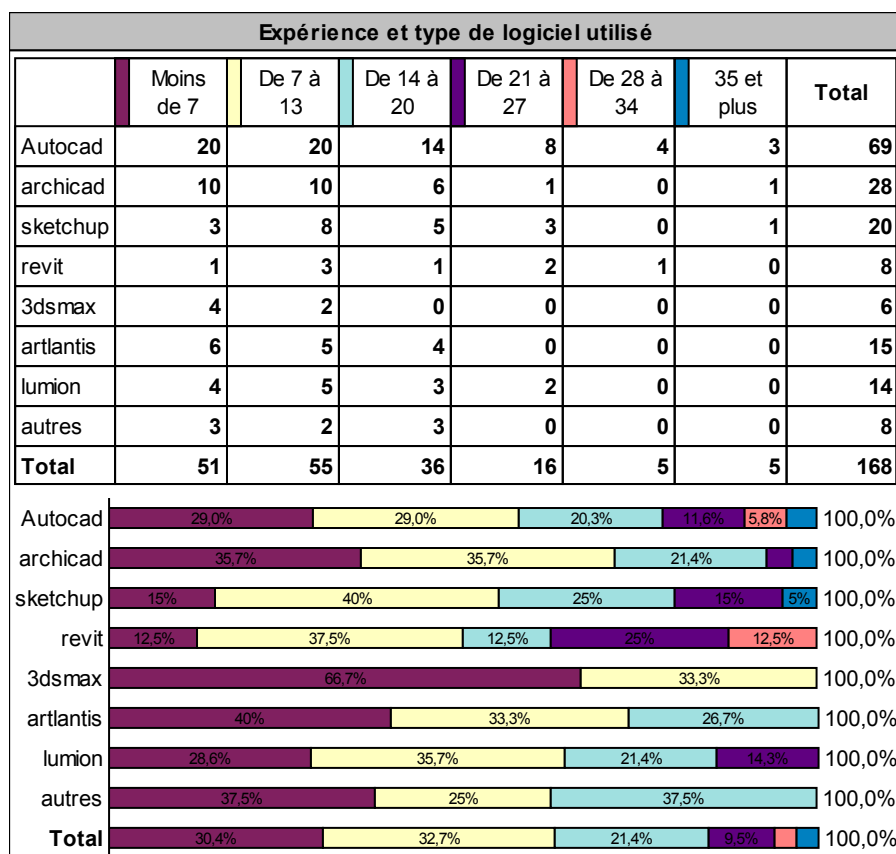 Expérience et type de logiciel utilisé
Moins de 7 De 7 à 13 De 14 à 20 De 21 à 27 De 28 à 34 35 et plus Total
Autocad 20 20 14 8 4 3 69
archicad 10 10 6 1 0 1 28
sketchup 3 8 5 3 0 1 20
revit 1 3 1 2 1 0 8
3dsmax 4 2 0 0 0 0 6
artlantis 6 5 4 0 0 0 15
lumion 4 5 3 2 0 0 14
autres 3 2 3 0 0 0 8
Total 51 55 36 16 5 5 168
Autocad 29,0% 29,0% 20,3% 11,6% 5,8% 100,0%
archicad 35,7% 35,7% 21,4% 100,0%
sketchup 15% 40% 25% 15% 5% 100,0%
revit 12,5% 37,5% 12,5% 25% 12,5% 100,0%
3dsmax 66,7% 33,3% 100,0%
artlantis 40% 33,3% 26,7% 100,0%
lumion 28,6% 35,7% 21,4% 14,3% 100,0%
autres 37,5% 25% 37,5% 100,0%
Total 30,4% 32,7% 21,4% 9,5% 100,0%